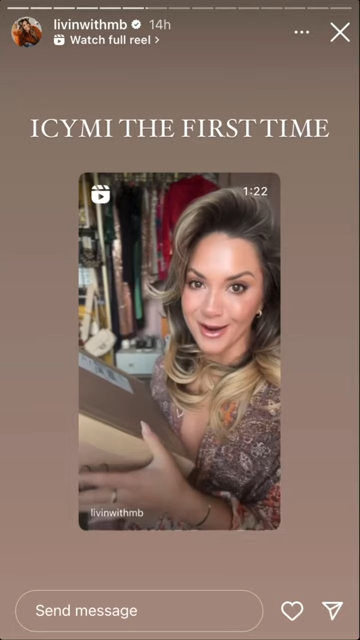 livinwithmb 14h
Watch full reel >
ICYMI THE FIRST TIME
1:22
livinwithmb
Send message